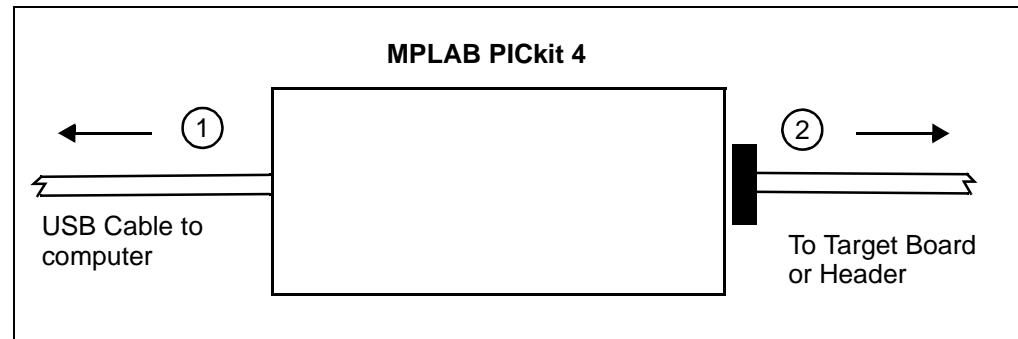 MPLAB PICkit 4
1
2
USB Cable to
computer
To Target Board
or Header